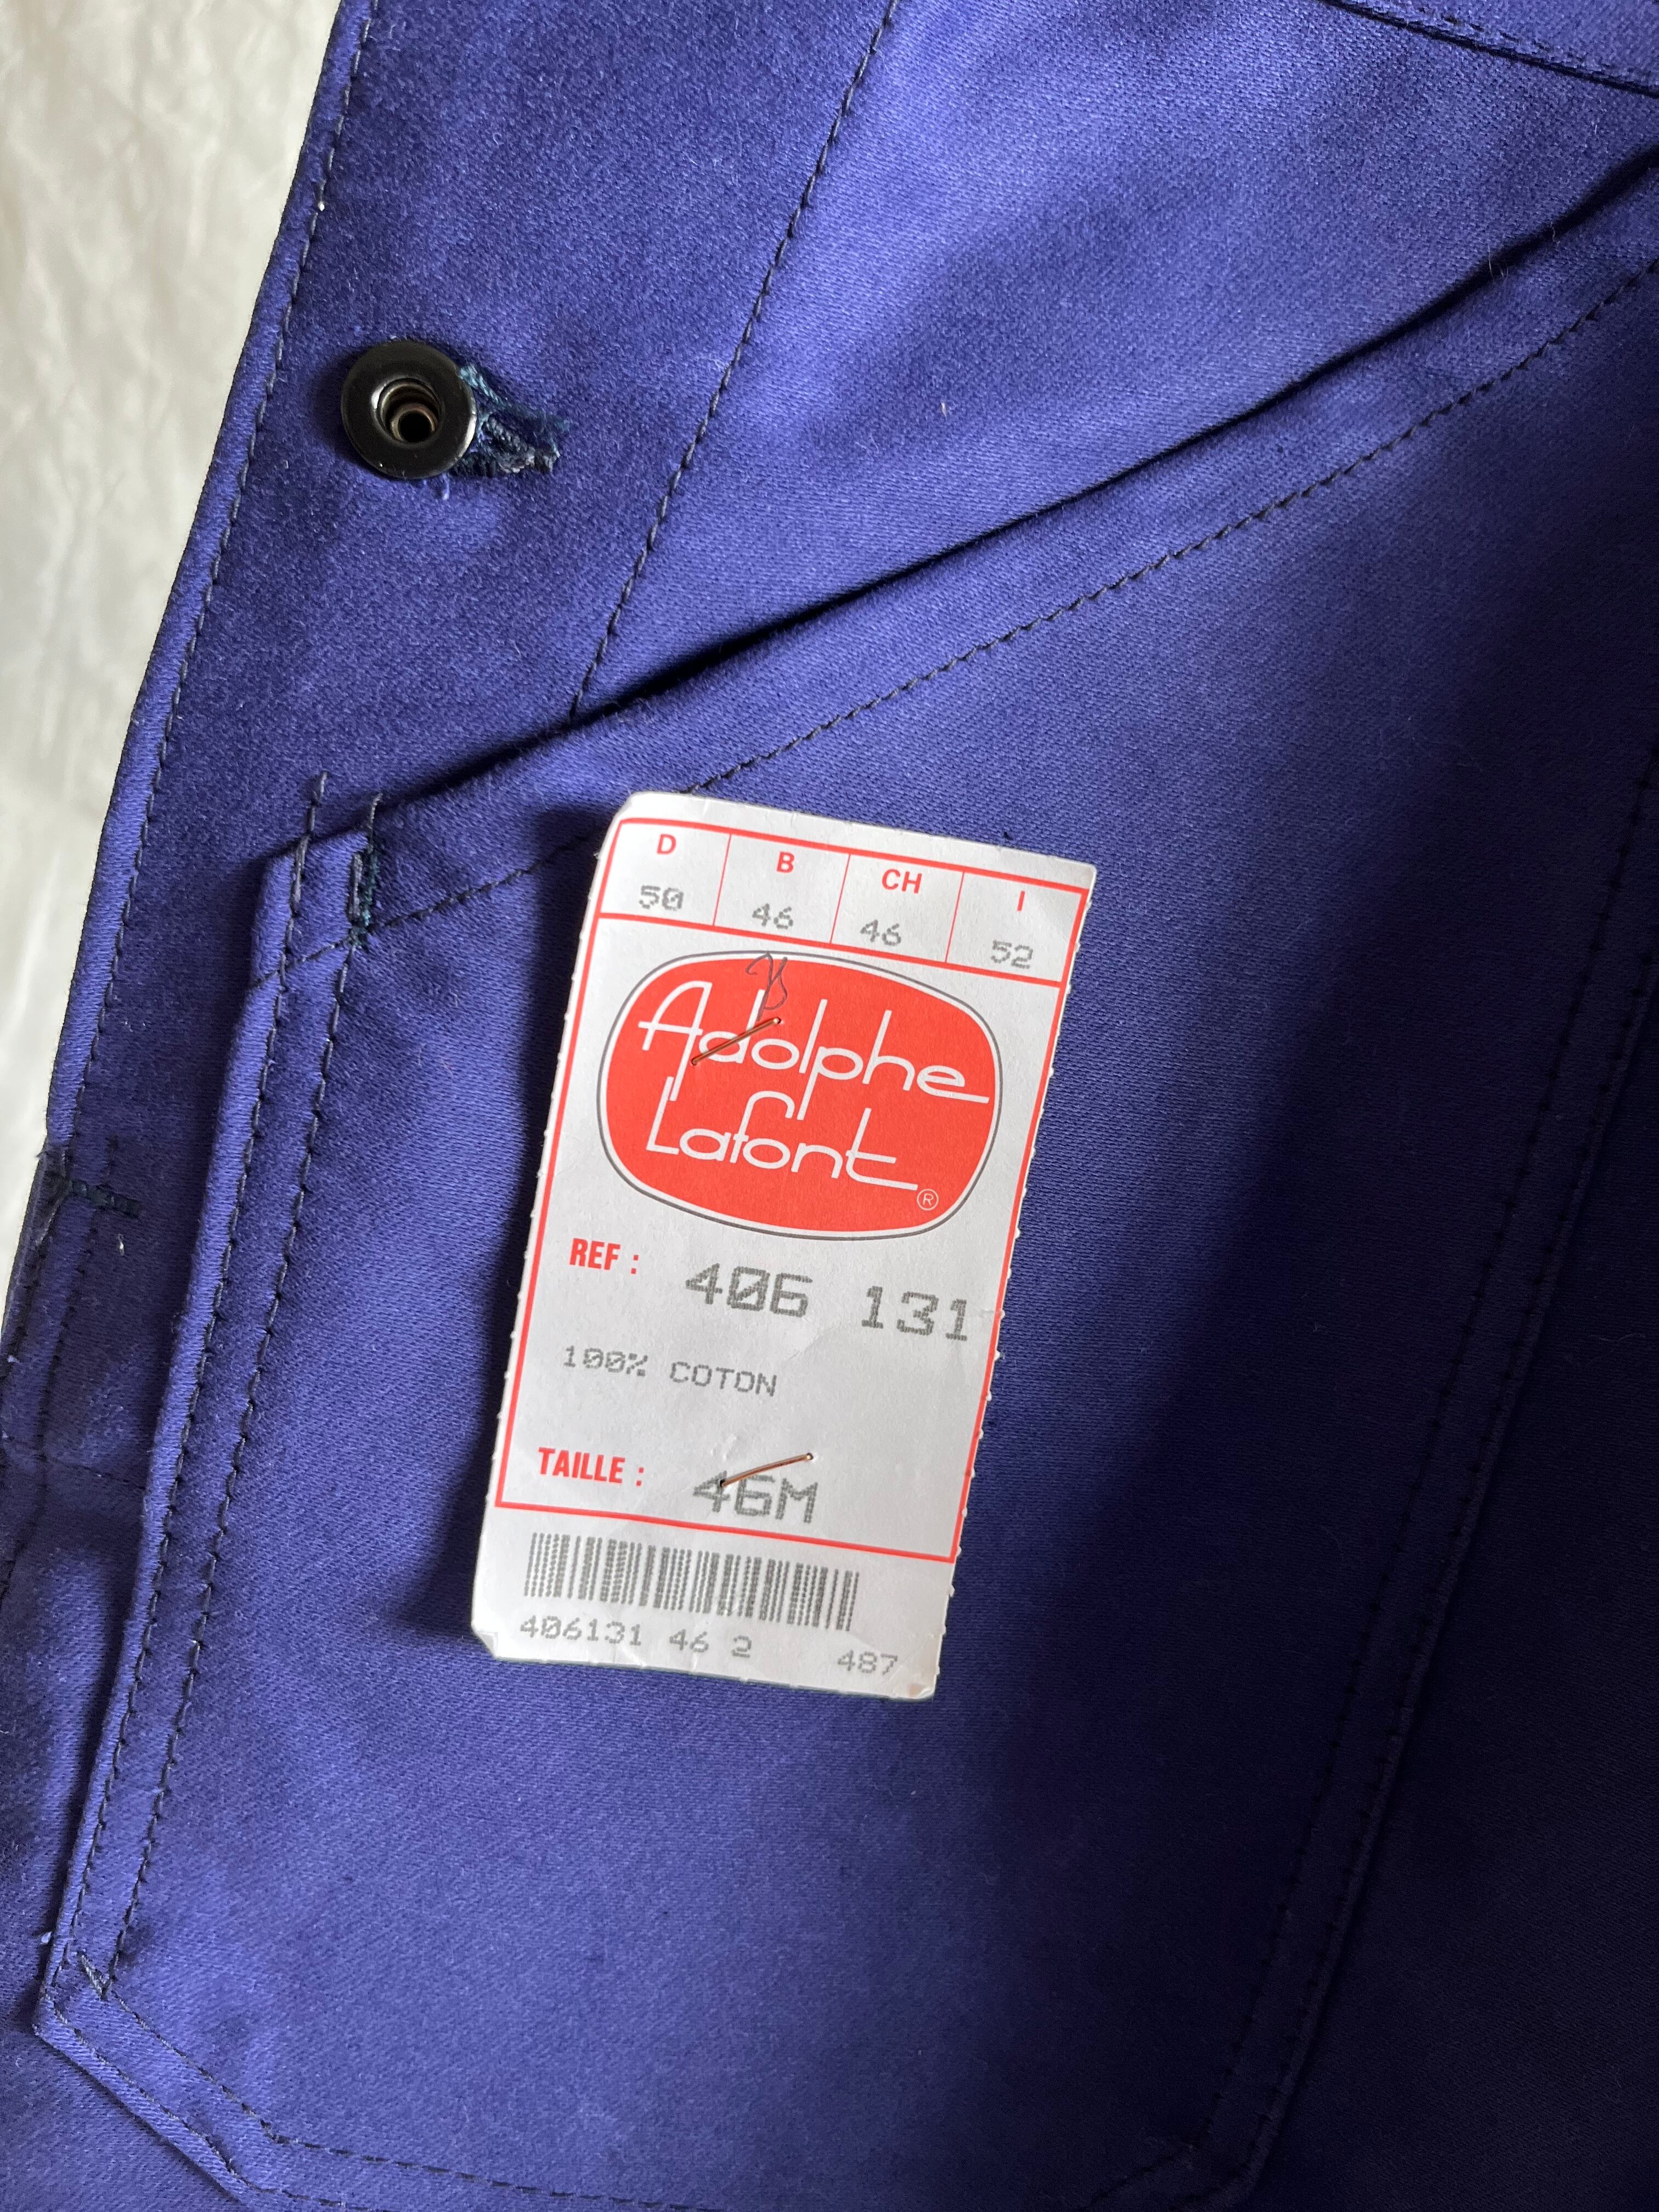 D B CH I
50 46 46 52
Adolphe
Lafont
®
REF : 406 131
100% COTON
TAILLE : 46M
406131 46 2 487